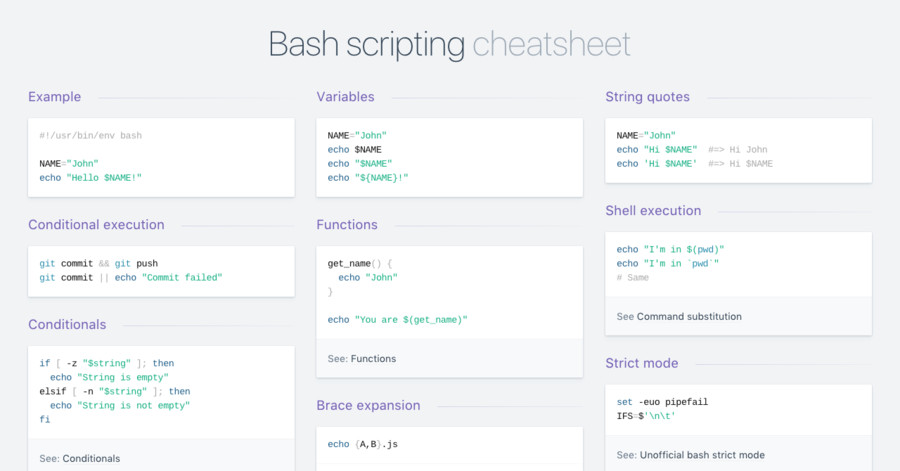 Bash scripting cheatsheet
Example
#!/usr/bin/env bash
NAME="John"
echo "Hello $NAME!"
Conditional execution
git commit && git push
git commit || echo "Commit failed"
Conditionals
if [ -z "$string" ]; then
  echo "String is empty"
elsif [ -n "$string" ]; then
  echo "String is not empty"
fi
See: Conditionals
Variables
NAME="John"
echo $NAME
echo "$NAME"
echo "${NAME}!"
Functions
get_name() {
  echo "John"
}
echo "You are $(get_name)"
See: Functions
Brace expansion
echo {A,B}.js
String quotes
NAME="John"
echo "Hi $NAME"  #=> Hi John
echo 'Hi $NAME'  #=> Hi $NAME
Shell execution
echo "I'm in $(pwd)"
echo "I'm in `pwd`"
# Same
See Command substitution
Strict mode
set -euo pipefail
IFS=$'\n\t'
See: Unofficial bash strict mode